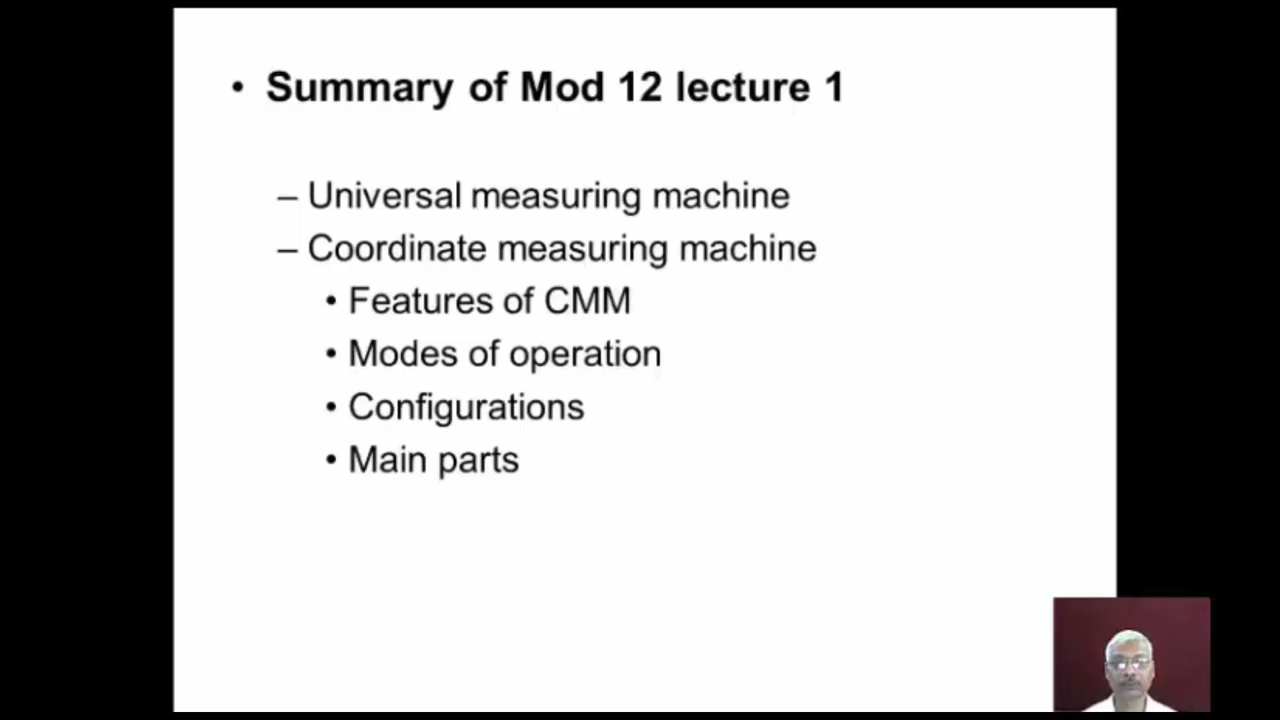 • Summary of Mod 12 lecture 1
– Universal measuring machine
– Coordinate measuring machine
• Features of CMM
• Modes of operation
• Configurations
• Main parts